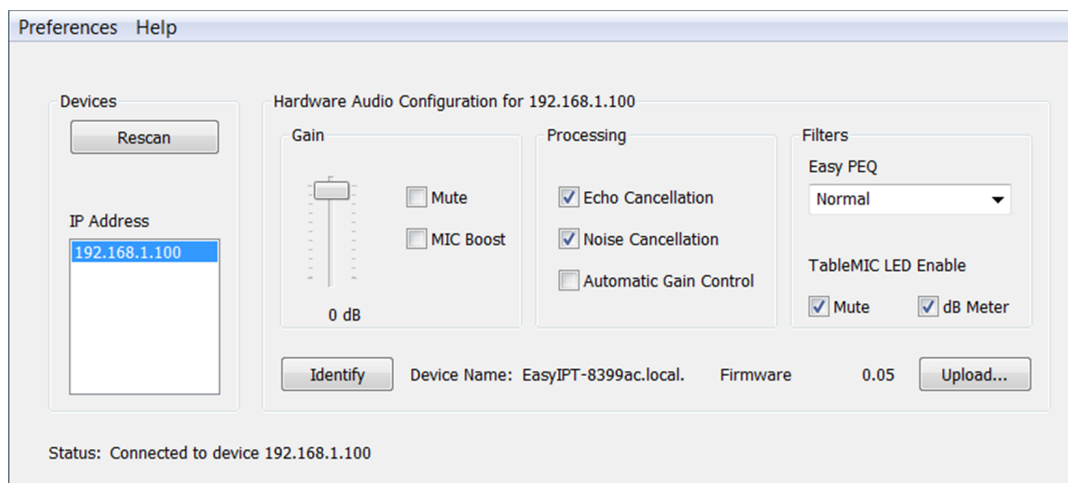 Preferences Help
Devices
Rescan
IP Address
192.168.1.100
Hardware Audio Configuration for 192.168.1.100
Gain
Mute
MIC Boost
0 dB
Processing
Echo Cancellation
Noise Cancellation
Automatic Gain Control
Filters
Easy PEQ
Normal
TableMIC LED Enable
Mute dB Meter
Identify Device Name: EasyIPT-8399ac.local. Firmware 0.05 Upload...
Status: Connected to device 192.168.1.100